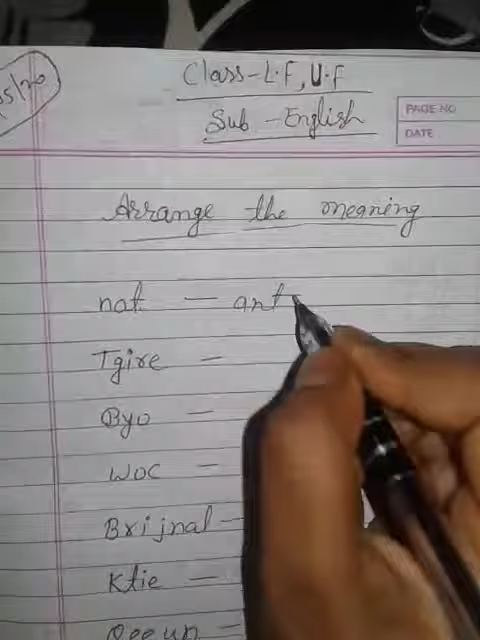 Class-L.F, U.F
Sub - English
PAGE NO
DATE
Arrange the meaning
nat - ant
Tgire -
Byo -
woc -
Brijnal -
Ktie -